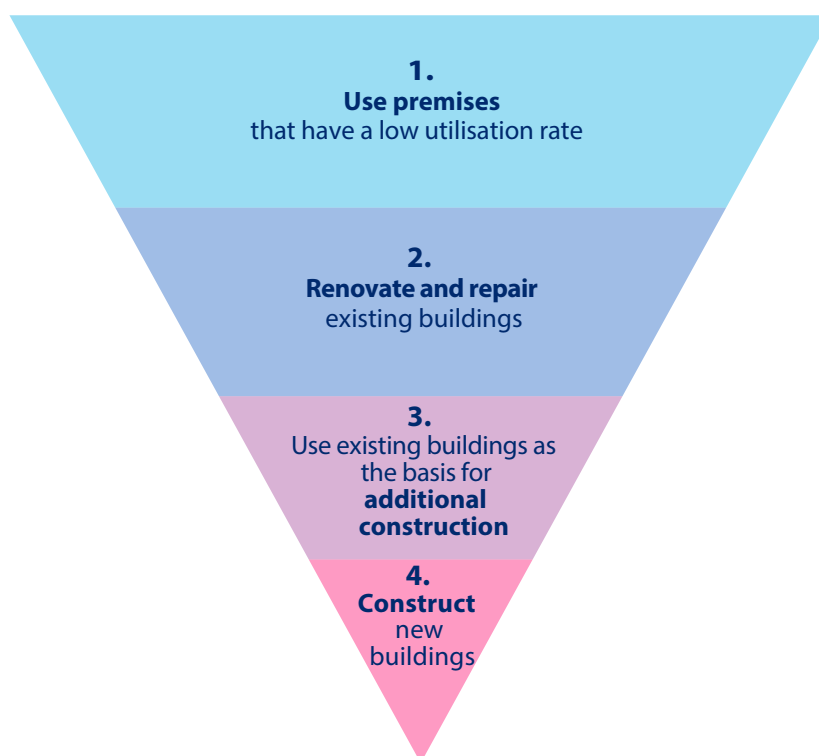 1.
Use premises
that have a low utilisation rate
2.
Renovate and repair
existing buildings
3.
Use existing buildings as
the basis for
additional
construction
4.
Construct
new
buildings